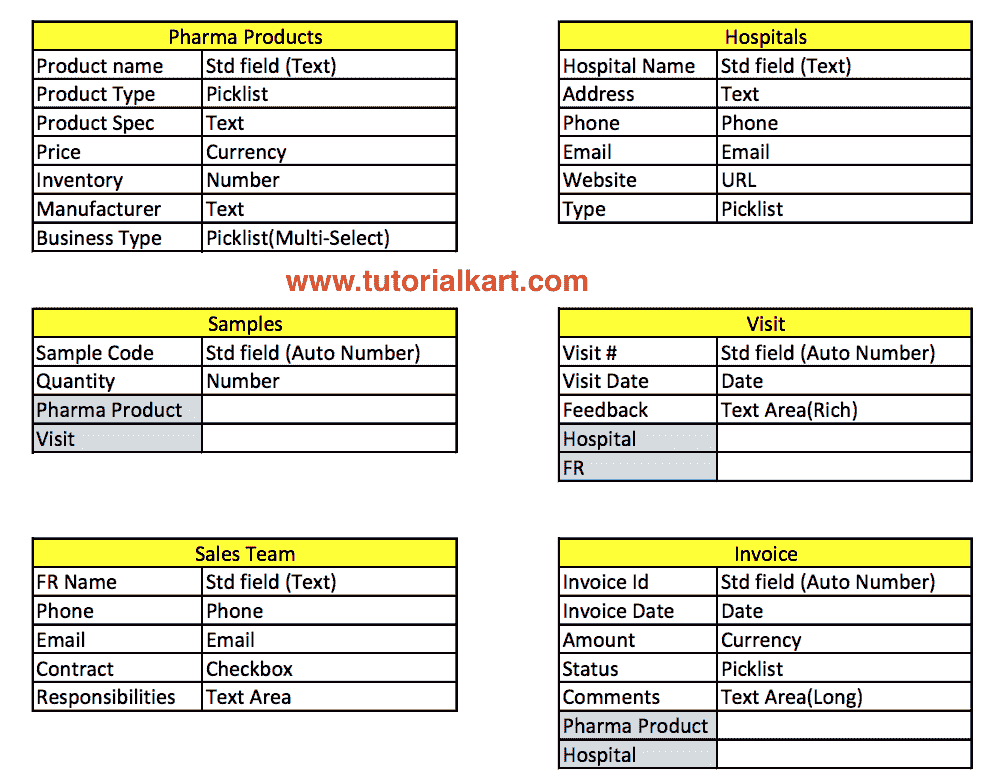 Pharma Products
Product name Std field (Text)
Product Type Picklist
Product Spec Text
Price Currency
Inventory Number
Manufacturer Text
Business Type Picklist(Multi-Select)
Hospitals
Hospital Name Std field (Text)
Address Text
Phone Phone
Email Email
Website URL
Type Picklist
www.tutorialkart.com
Samples
Sample Code Std field (Auto Number)
Quantity Number
Pharma Product
Visit
Visit
Visit # Std field (Auto Number)
Visit Date Date
Feedback Text Area(Rich)
Hospital
FR
Sales Team
FR Name Std field (Text)
Phone Phone
Email Email
Contract Checkbox
Responsibilities Text Area
Invoice
Invoice Id Std field (Auto Number)
Invoice Date Date
Amount Currency
Status Picklist
Comments Text Area(Long)
Pharma Product
Hospital